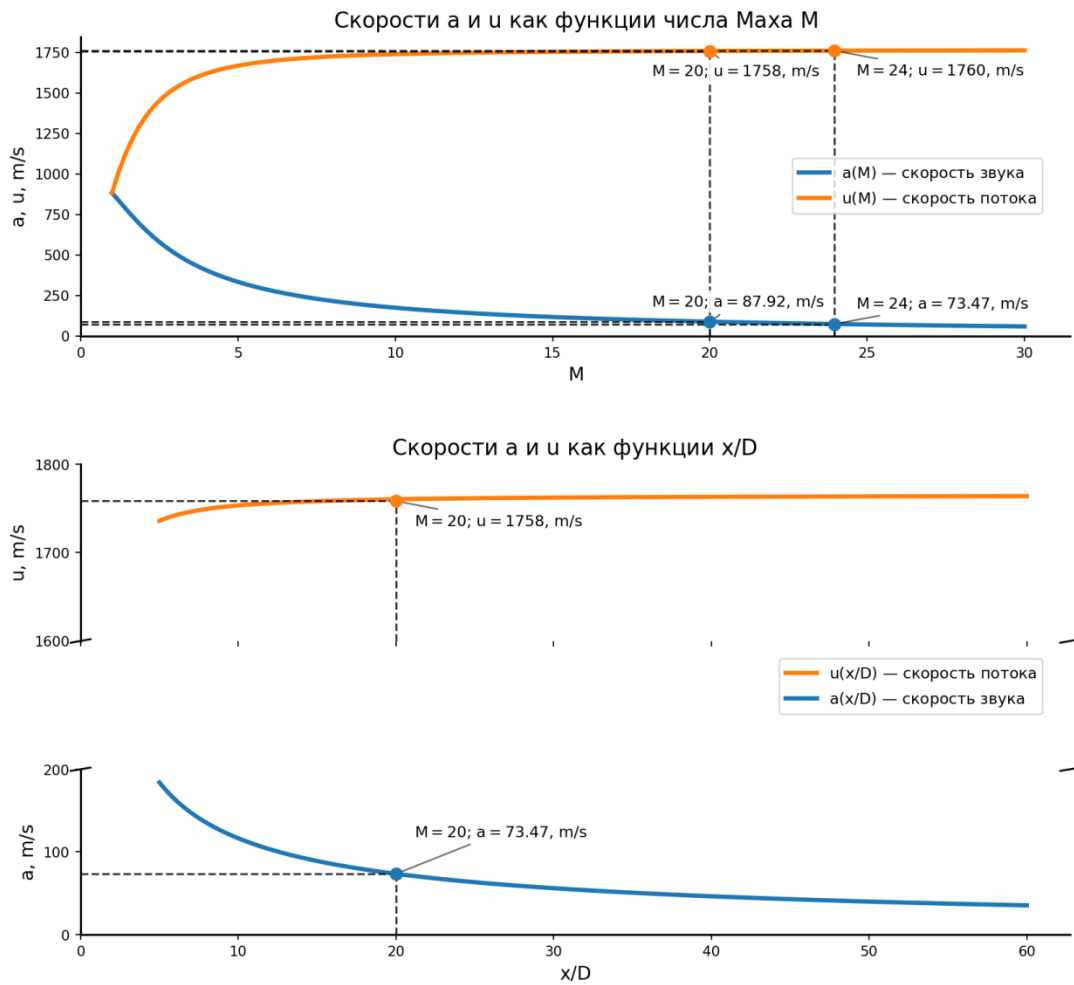 Скорости a и u как функции числа Маха M
a, u, m/s
1750
1500
1250
1000
750
500
250
0
M = 20; u = 1758, m/s
M = 24; u = 1760, m/s
a(M) — скорость звука
u(M) — скорость потока
M = 20; a = 87.92, m/s
M = 24; a = 73.47, m/s
0 5 10 15 20 25 30
M
Скорости a и u как функции x/D
u, m/s
1800
1700
1600
M = 20; u = 1758, m/s
u(x/D) — скорость потока
a(x/D) — скорость звука
a, m/s
200
100
0
M = 20; a = 73.47, m/s
0 10 20 30 40 50 60
x/D